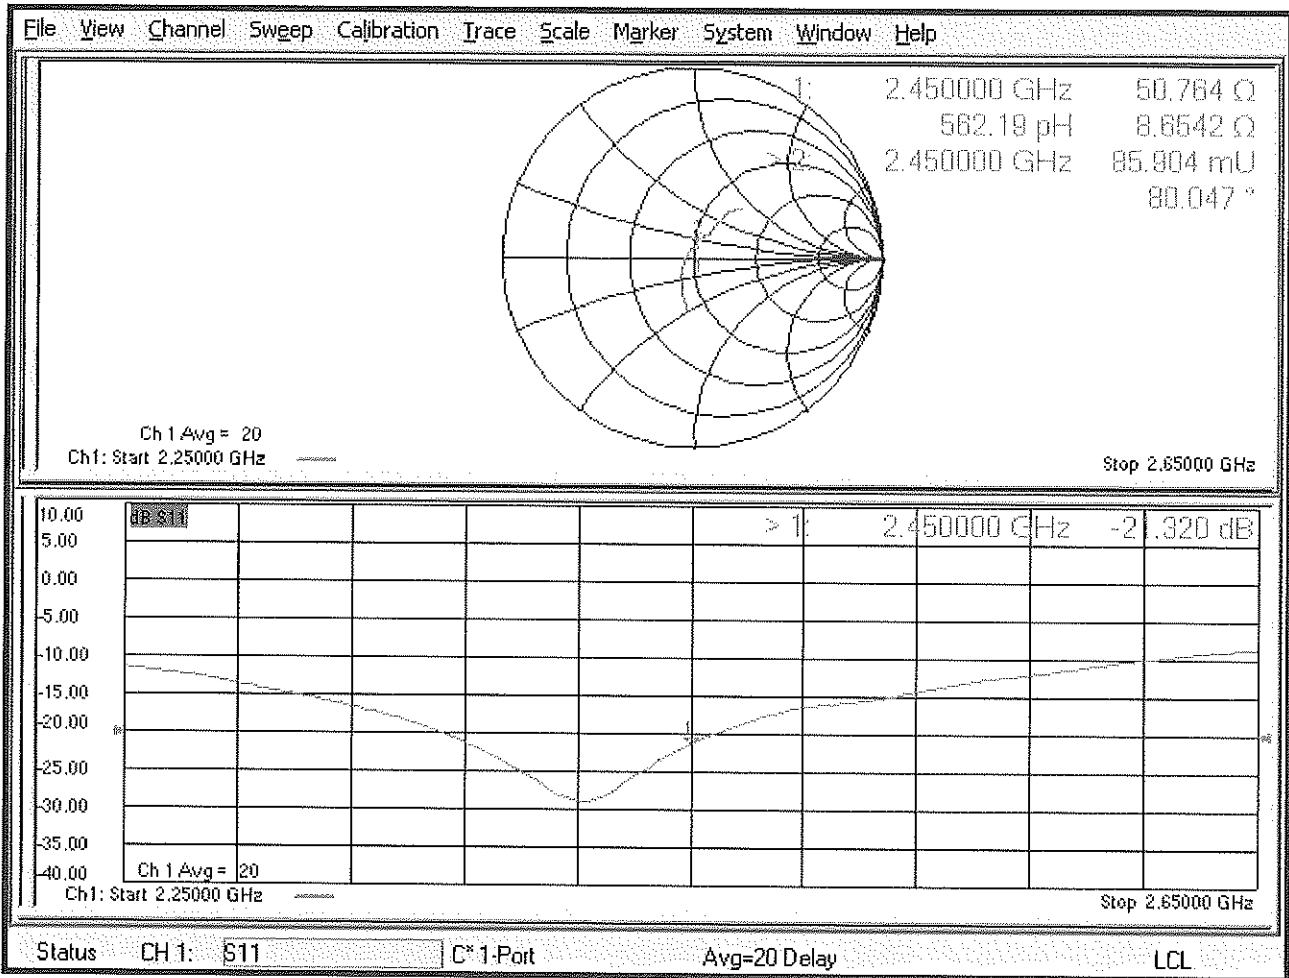 File View Channel Sweep Calibration Trace Scale Marker System Window Help
1: 2.450000 GHz 50.764 Ω
562.19 pH 8.6542 Ω
> 2: 2.450000 GHz 85.904 mU
80.047 °
Ch 1 Avg = 20
Ch1: Start 2.25000 GHz
Stop 2.65000 GHz
10.00 dB S11
> 1: 2.450000 GHz -21.320 dB
5.00
0.00
-5.00
-10.00
-15.00
-20.00
-25.00
-30.00
-35.00
-40.00
Ch 1 Avg = 20
Ch1: Start 2.25000 GHz
Stop 2.65000 GHz
Status CH 1: S11 C* 1-Port Avg=20 Delay LCL